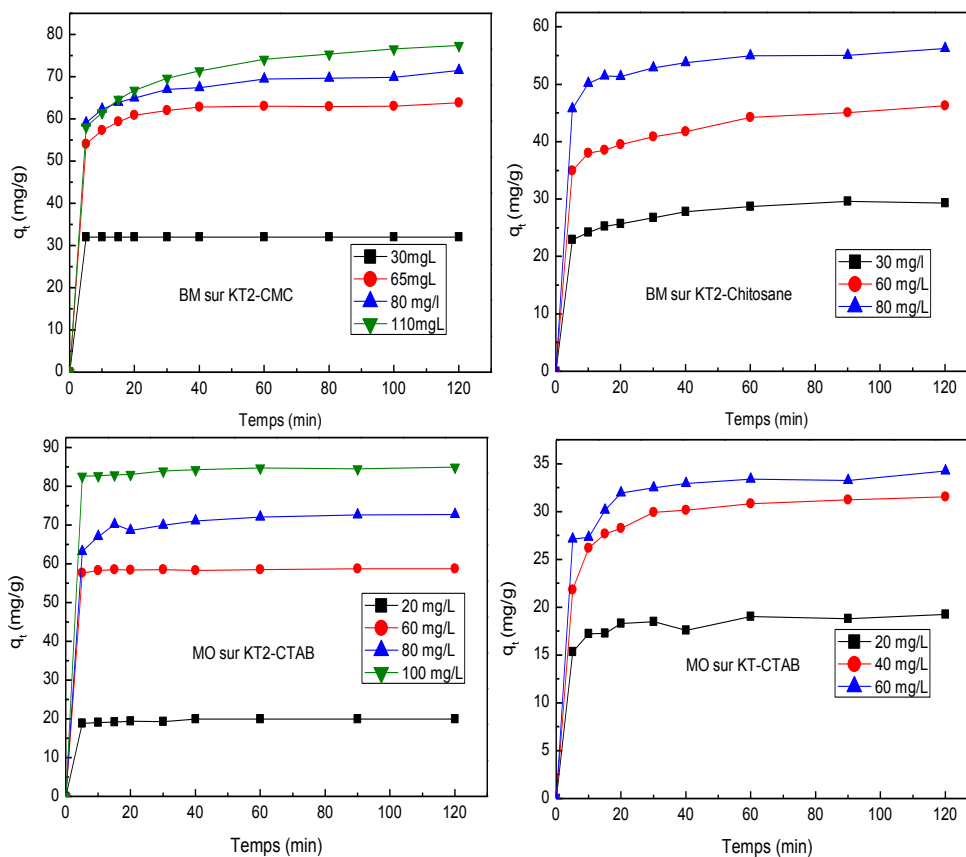 90
80
70
60
50
40
30
20
10
0
q_t (mg/g)
30mgL
65mgL
80 mg/l
110mgL
BM sur KT2-CMC
0 20 40 60 80 100 120
Temps (min)
60
50
40
30
20
10
0
q_t (mg/g)
30 mg/l
60 mg/L
80 mg/L
BM sur KT2-Chitosane
0 20 40 60 80 100 120
Temps (min)
90
80
70
60
50
40
30
20
10
0
q_t (mg/g)
20 mg/L
60 mg/L
80 mg/L
100 mg/L
MO sur KT2-CTAB
0 20 40 60 80 100 120
Temps (min)
35
30
25
20
15
10
5
0
q_t (mg/g)
20 mg/L
40 mg/L
60 mg/L
MO sur KT-CTAB
0 20 40 60 80 100 120
Temps (min)